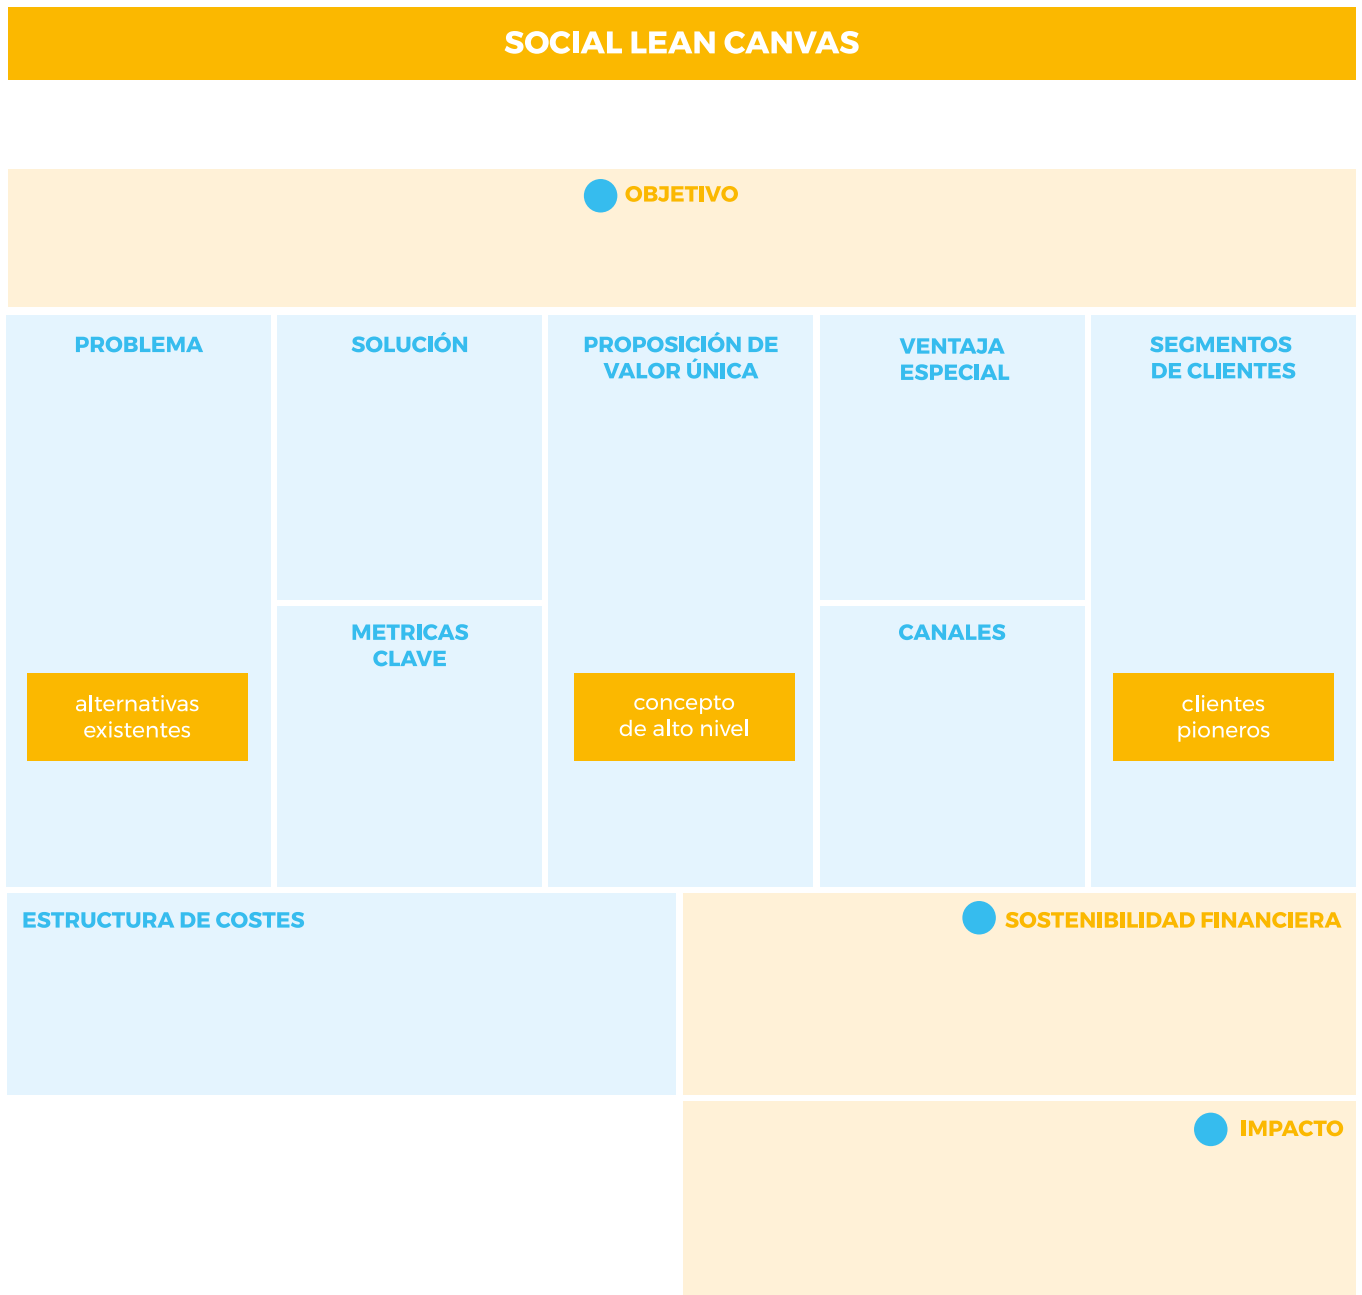 SOCIAL LEAN CANVAS
OBJETIVO
PROBLEMA
alternativas
existentes
SOLUCIÓN
METRICAS
CLAVE
PROPOSICIÓN DE
VALOR ÚNICA
concepto
de alto nivel
VENTAJA
ESPECIAL
CANALES
SEGMENTOS
DE CLIENTES
clientes
pioneros
ESTRUCTURA DE COSTES
SOSTENIBILIDAD FINANCIERA
IMPACTO